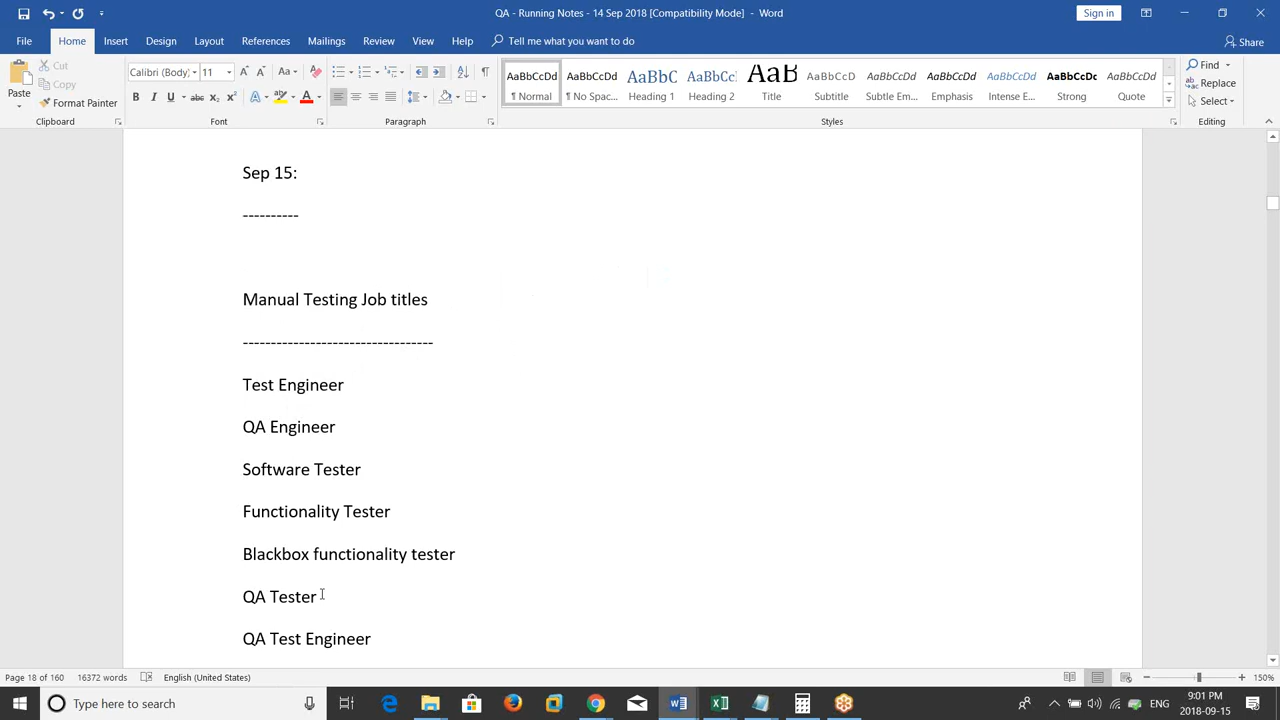 QA - Running Notes - 14 Sep 2018 [Compatibility Mode] - Word
Sign in
File Home Insert Design Layout References Mailings Review View Help Tell me what you want to do Share
Paste
Cut
Copy
Format Painter
Clipboard
Calibri (Body) 11
Font
Paragraph
AaBbCcDd AaBbCcDd AaBbC AaBbCc AaB AaBbCcD AaBbCcDd AaBbCcDd AaBbCcDd AaBbCcDc AaBbCcDd
¶ Normal ¶ No Spac... Heading 1 Heading 2 Title Subtitle Subtle Em... Emphasis Intense E... Strong Quote
Styles
Find
Replace
Select
Editing
Sep 15:
----------
Manual Testing Job titles
----------------------------------
Test Engineer
QA Engineer
Software Tester
Functionality Tester
Blackbox functionality tester
QA Tester
QA Test Engineer
Page 18 of 160 16372 words English (United States) 150%
Type here to search
ENG
9:01 PM
2018-09-15